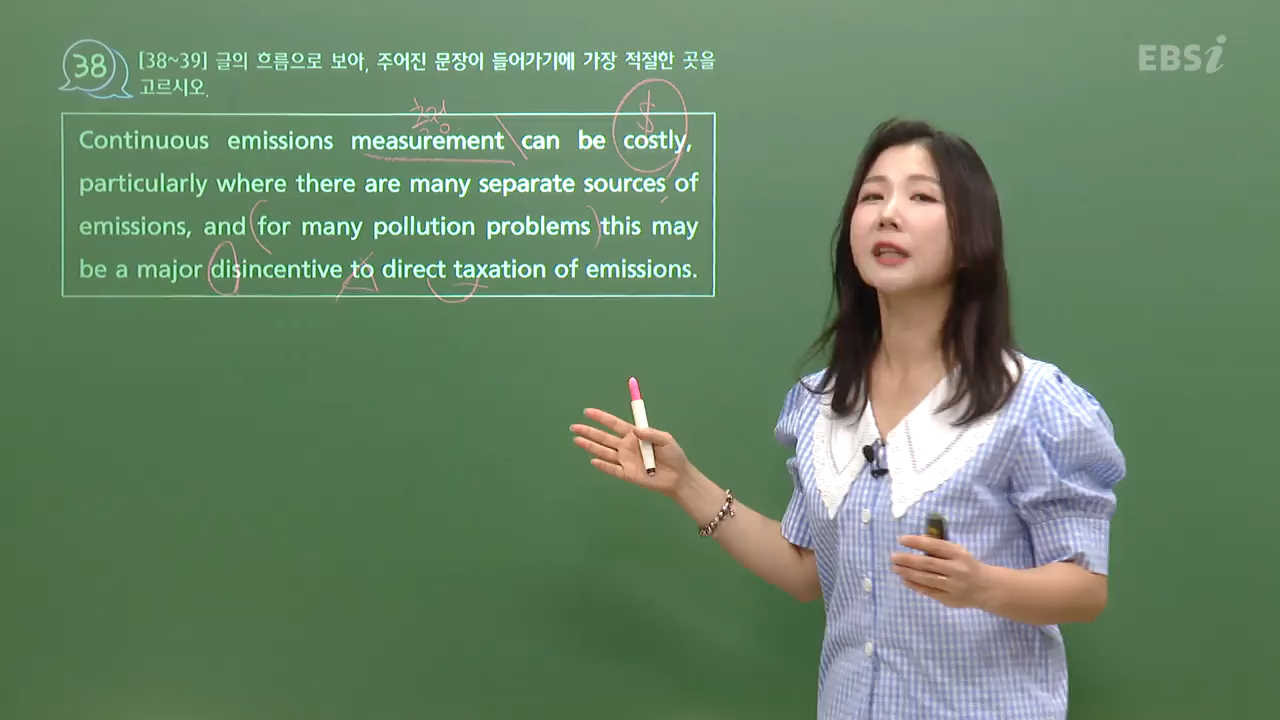 38
[38~39] 글의 흐름으로 보아, 주어진 문장이 들어가기에 가장 적절한 곳을
고르시오.
EBSi
측정
$
Continuous emissions measurement can be costly,
particularly where there are many separate sources of
emissions, and for many pollution problems this may
be a major disincentive to direct taxation of emissions.